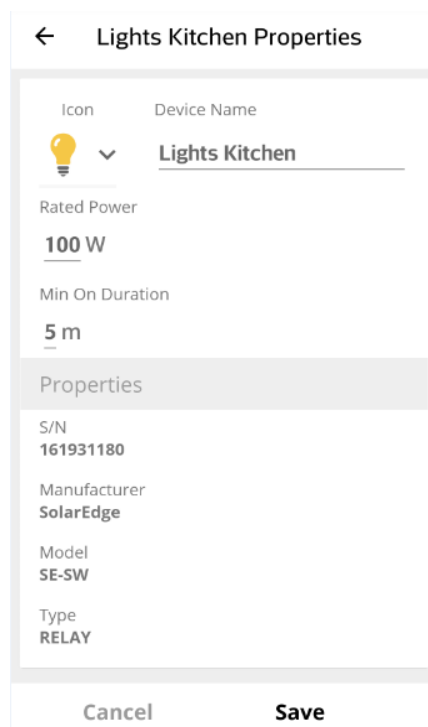 Lights Kitchen Properties
Icon Device Name
Lights Kitchen
Rated Power
100 W
Min On Duration
5 m
Properties
S/N
161931180
Manufacturer
SolarEdge
Model
SE-SW
Type
RELAY
Cancel Save